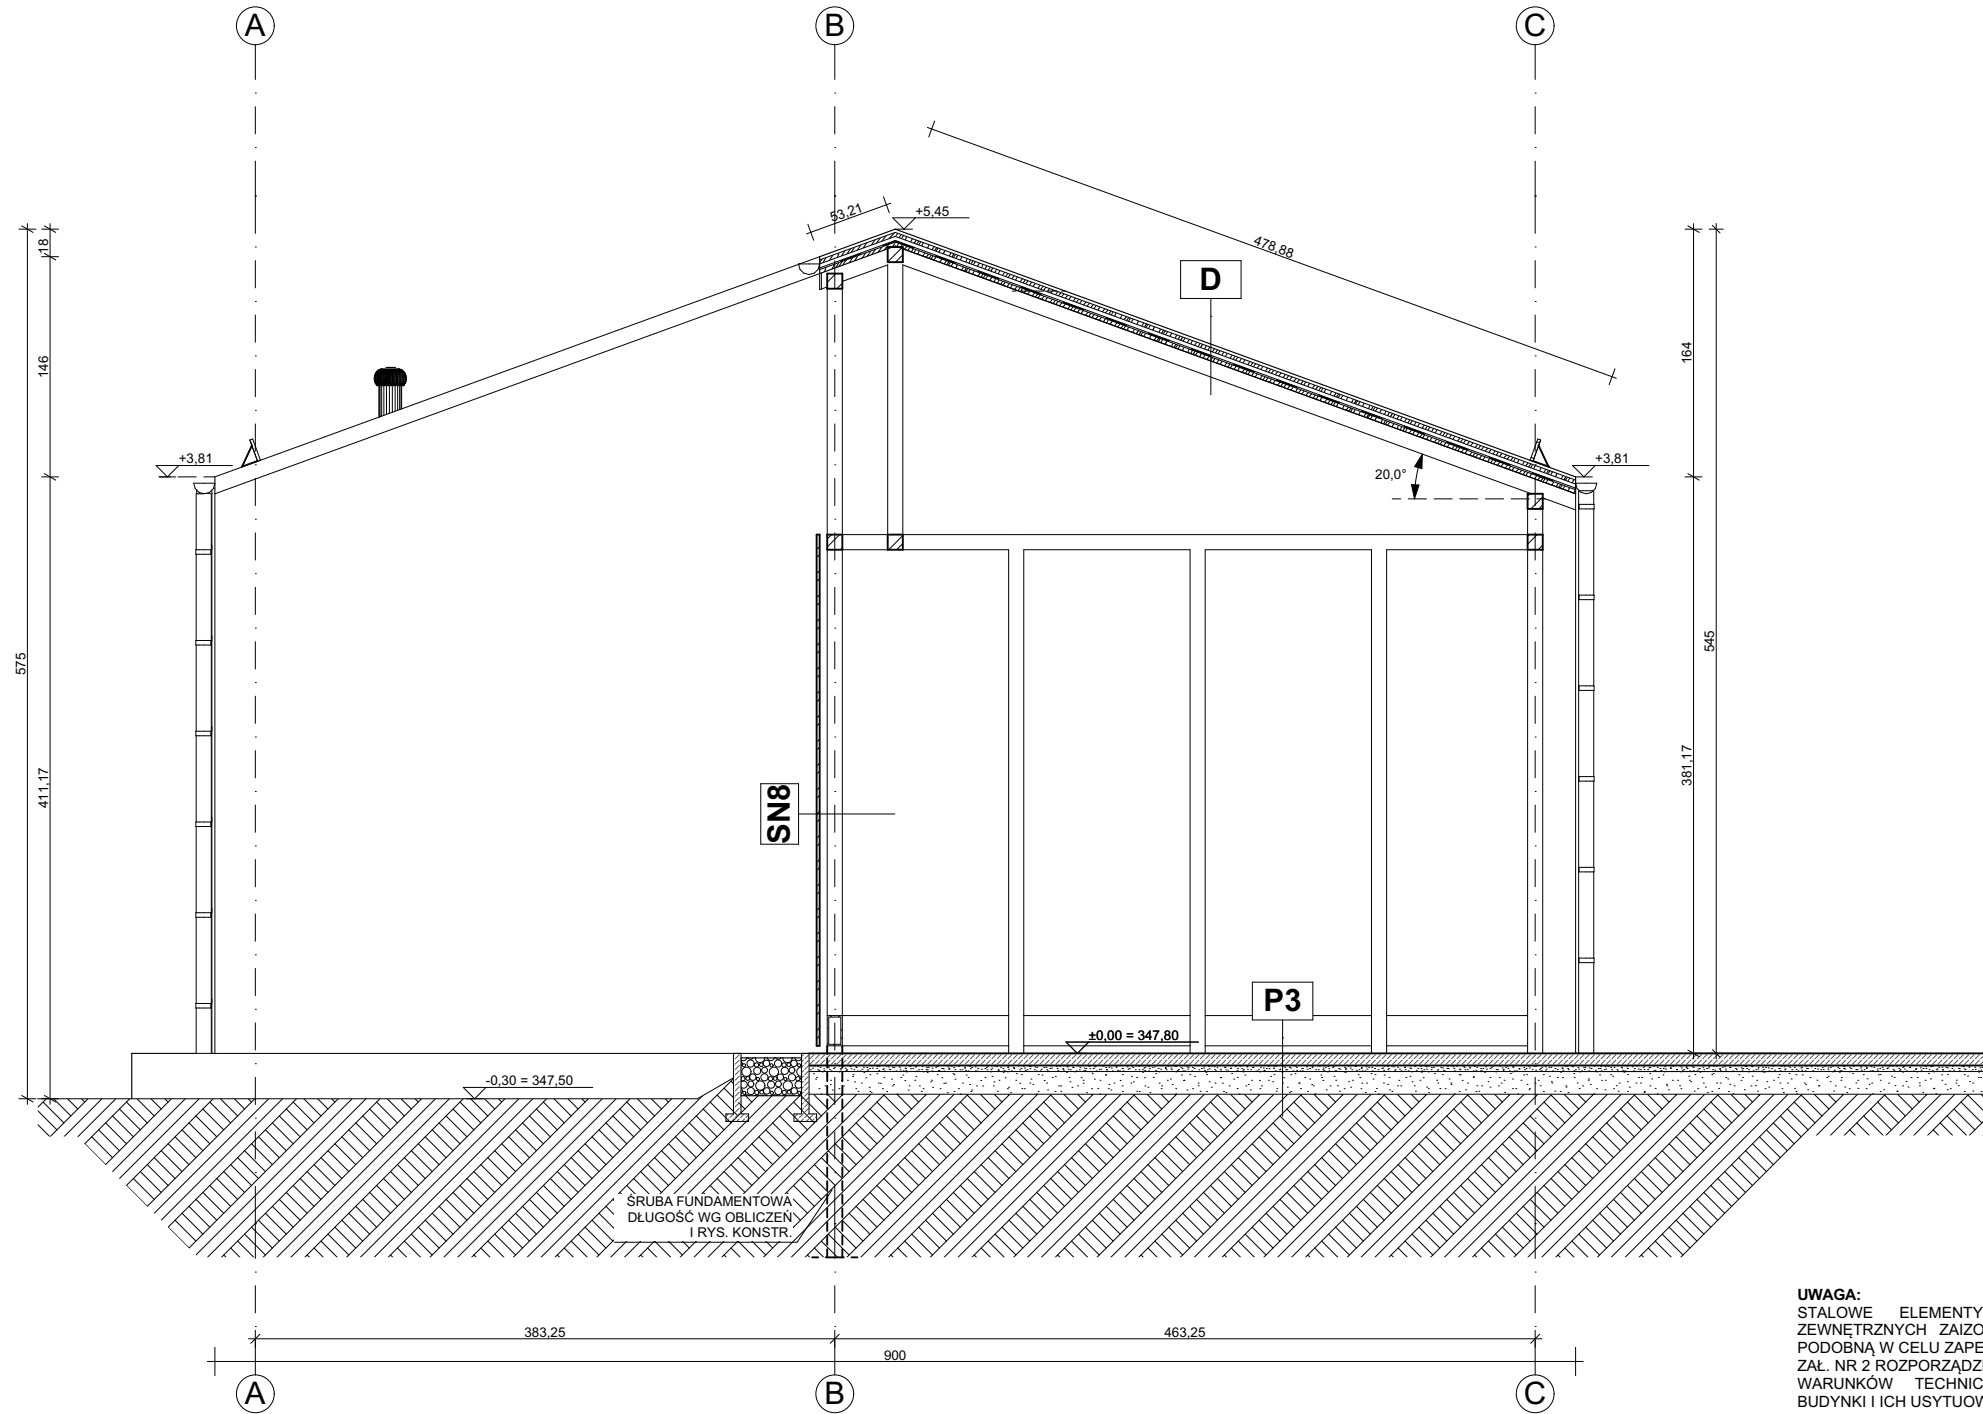 A
B
C
53,21
+5,45
478,88
D
18
146
164
+3,81
+3,81
20,0°
575
545
411,17
381,17
SN8
P3
±0,00 = 347,80
-0,30 = 347,50
ŚRUBA FUNDAMENTOWA
DŁUGOŚĆ WG OBLICZEŃ
I RYS. KONSTR.
UWAGA:
STALOWE ELEMENTY
ZEWNĘTRZNYCH ZAIZO
PODOBNĄ W CELU ZAPE
ZAŁ. NR 2 ROZPORZĄDZ
WARUNKÓW TECHNIC
BUDYNKI I ICH USYTUOW
383,25
463,25
900
A
B
C